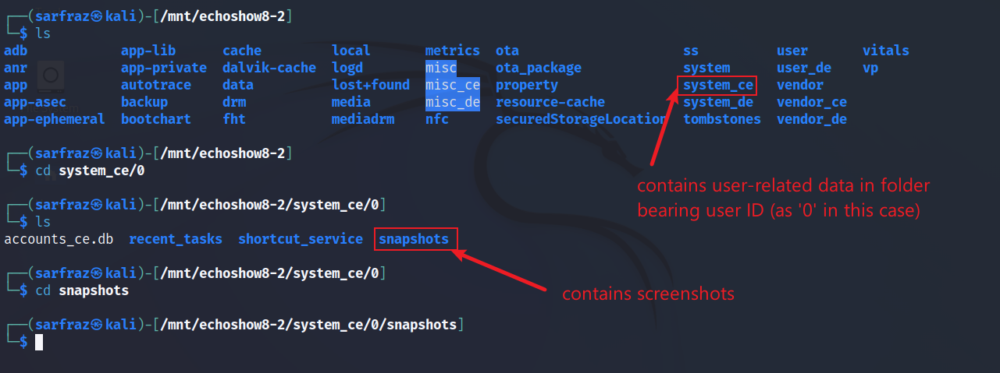 ┌──(sarfraz㉿kali)-[/mnt/echoshow8-2]
└─$ ls
adb app-lib cache local metrics ota ss user vitals
anr app-private dalvik-cache logd misc ota_package system user_de vp
app autotrace data lost+found misc_ce property system_ce vendor
app-asec backup drm media misc_de resource-cache system_de vendor_ce
app-ephemeral bootchart fht mediadrm nfc securedStorageLocation tombstones vendor_de
┌──(sarfraz㉿kali)-[/mnt/echoshow8-2]
└─$ cd system_ce/0
contains user-related data in folder
bearing user ID (as '0' in this case)
┌──(sarfraz㉿kali)-[/mnt/echoshow8-2/system_ce/0]
└─$ ls
accounts_ce.db recent_tasks shortcut_service snapshots
┌──(sarfraz㉿kali)-[/mnt/echoshow8-2/system_ce/0]
└─$ cd snapshots
contains screenshots
┌──(sarfraz㉿kali)-[/mnt/echoshow8-2/system_ce/0/snapshots]
└─$